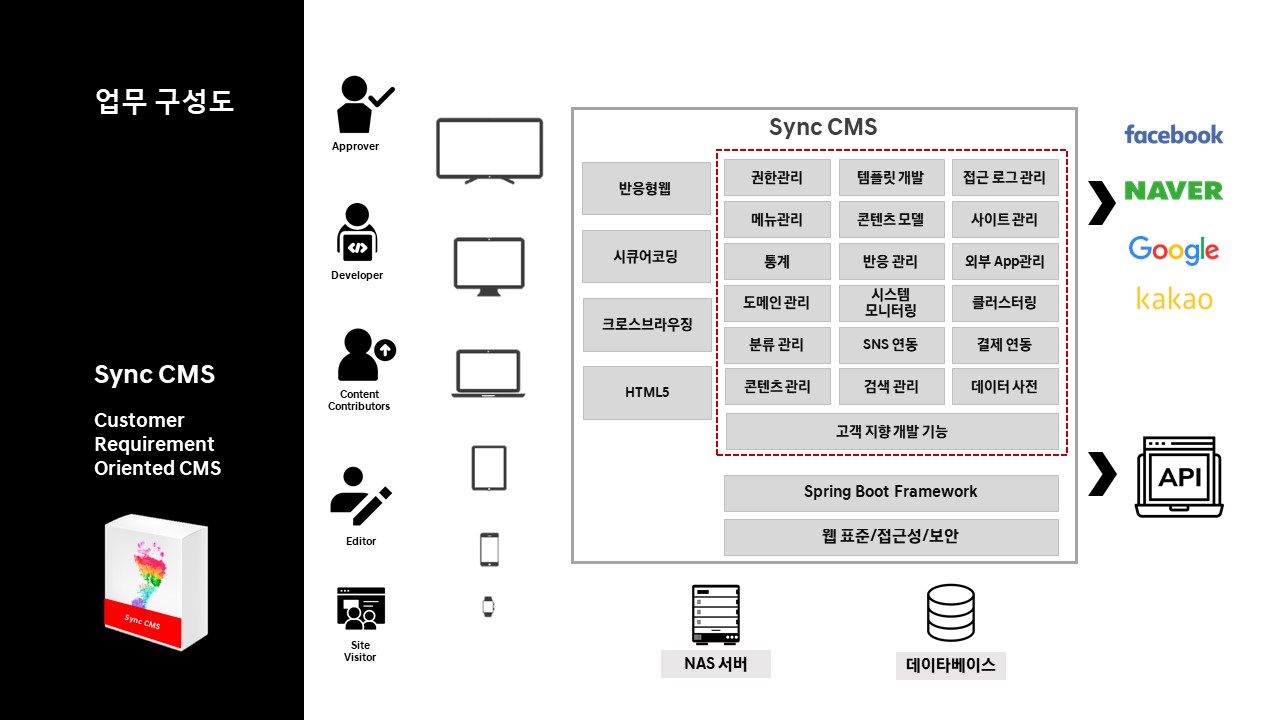 업무 구성도
Sync CMS
Customer
Requirement
Oriented CMS
Sync CMS
Approver
Developer
Content
Contributors
Editor
Site
Visitor
Sync CMS
반응형웹
시큐어코딩
크로스브라우징
HTML5
권한관리
템플릿 개발
접근 로그 관리
메뉴관리
콘텐츠 모델
사이트 관리
통계
반응 관리
외부 App관리
도메인 관리
시스템
모니터링
클러스터링
분류 관리
SNS 연동
결제 연동
콘텐츠 관리
검색 관리
데이터 사전
고객 지향 개발 기능
Spring Boot Framework
웹 표준/접근성/보안
NAS 서버
데이타베이스
facebook
NAVER
Google
kakao
API